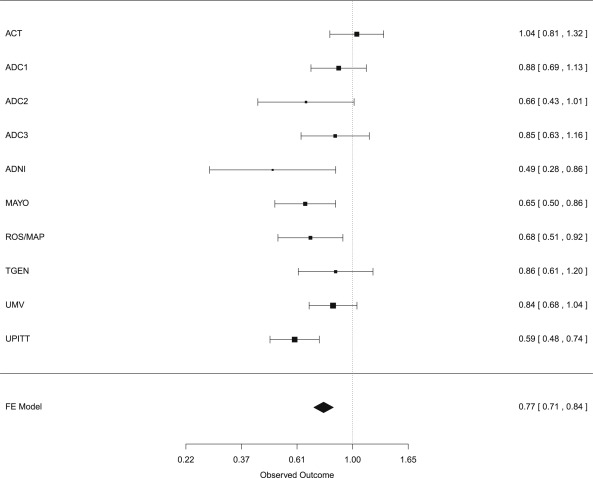 ACT 1.04 [ 0.81 , 1.32 ]
ADC1 0.88 [ 0.69 , 1.13 ]
ADC2 0.66 [ 0.43 , 1.01 ]
ADC3 0.85 [ 0.63 , 1.16 ]
ADNI 0.49 [ 0.28 , 0.86 ]
MAYO 0.65 [ 0.50 , 0.86 ]
ROS/MAP 0.68 [ 0.51 , 0.92 ]
TGEN 0.86 [ 0.61 , 1.20 ]
UMV 0.84 [ 0.68 , 1.04 ]
UPITT 0.59 [ 0.48 , 0.74 ]
FE Model 0.77 [ 0.71 , 0.84 ]
0.22 0.37 0.61 1.00 1.65
Observed Outcome